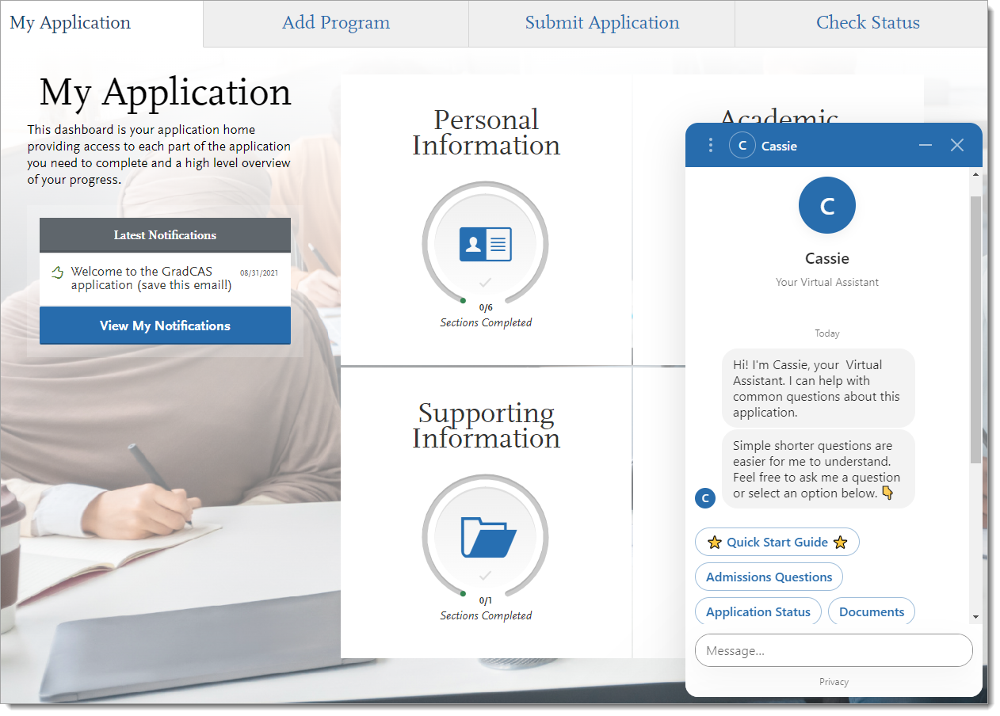 My Application
Add Program
Submit Application
Check Status
My Application
This dashboard is your application home
providing access to each part of the application
you need to complete and a high level overview
of your progress.
Latest Notifications
Welcome to the GradCAS
application (save this email!)
08/31/2021
View My Notifications
Personal
Information
0/6
Sections Completed
Supporting
Information
0/1
Sections Completed
Academic
C
Cassie
C
Cassie
Your Virtual Assistant
Today
Hi! I'm Cassie, your  Virtual
Assistant. I can help with
common questions about this
application.
Simple shorter questions are
easier for me to understand.
Feel free to ask me a question
or select an option below. 👇
C
⭐ Quick Start Guide ⭐
Admissions Questions
Application Status
Documents
Message...
Privacy